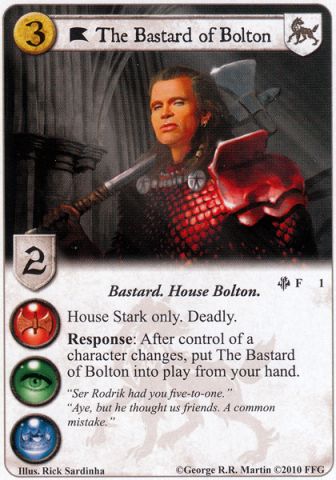 3
The Bastard of Bolton
2
Bastard. House Bolton.
F 1
House Stark only. Deadly.
Response: After control of a
character changes, put The Bastard
of Bolton into play from your hand.
“Ser Rodrik had you five-to-one.”
“Aye, but he thought us friends. A common
mistake.”
Illus. Rick Sardinha
©George R.R. Martin ©2010 FFG